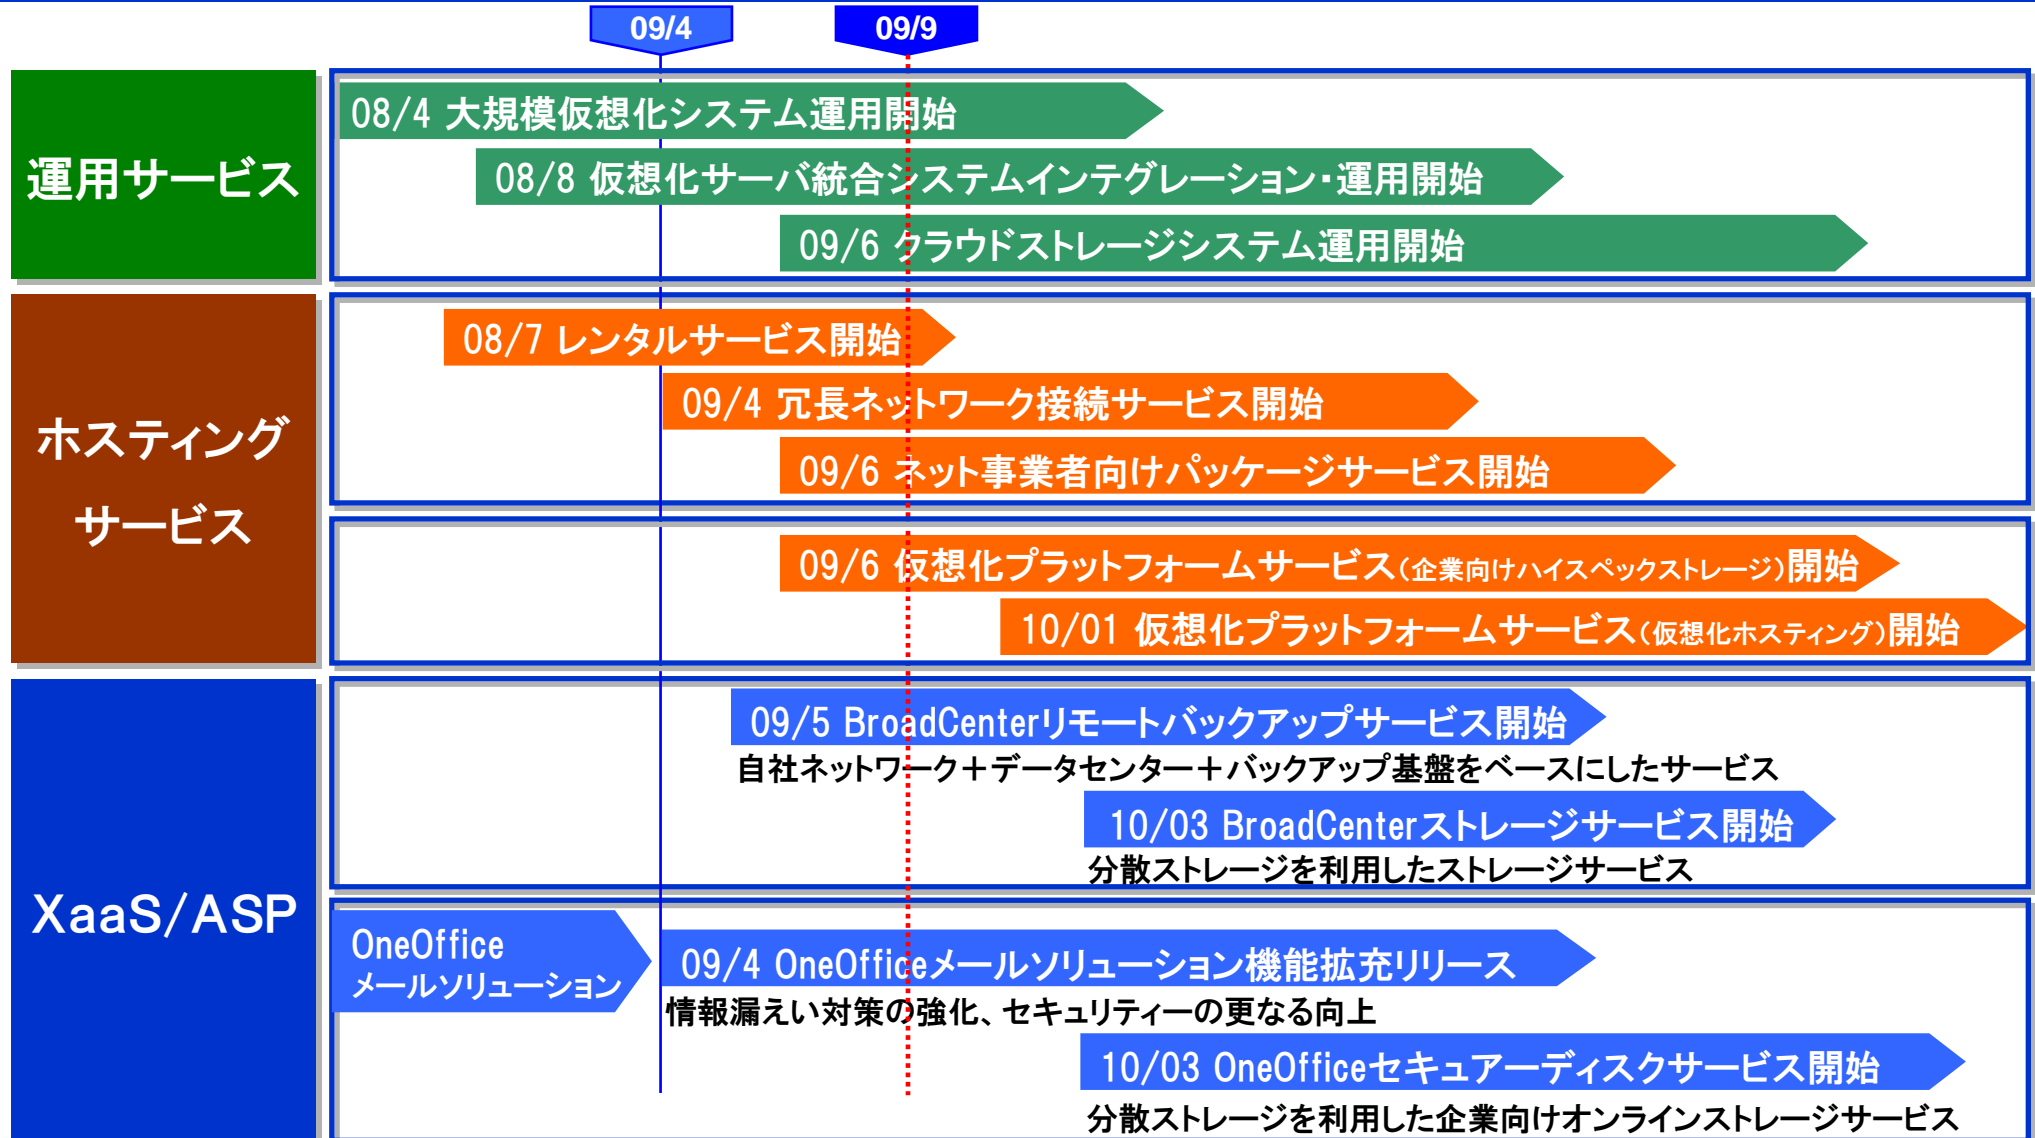 09/4
09/9
運用サービス
08/4 大規模仮想化システム運用開始
08/8 仮想化サーバ統合システムインテグレーション・運用開始
09/6 クラウドストレージシステム運用開始
ホスティング
サービス
08/7 レンタルサービス開始
09/4 冗長ネットワーク接続サービス開始
09/6 ネット事業者向けパッケージサービス開始
09/6 仮想化プラットフォームサービス（企業向けハイスペックストレージ）開始
10/01 仮想化プラットフォームサービス（仮想化ホスティング）開始
XaaS/ASP
09/5 BroadCenterリモートバックアップサービス開始
自社ネットワーク＋データセンター＋バックアップ基盤をベースにしたサービス
10/03 BroadCenterストレージサービス開始
分散ストレージを利用したストレージサービス
OneOffice
メールソリューション
09/4 OneOfficeメールソリューション機能拡充リリース
情報漏えい対策の強化、セキュリティーの更なる向上
10/03 OneOfficeセキュアーディスクサービス開始
分散ストレージを利用した企業向けオンラインストレージサービス